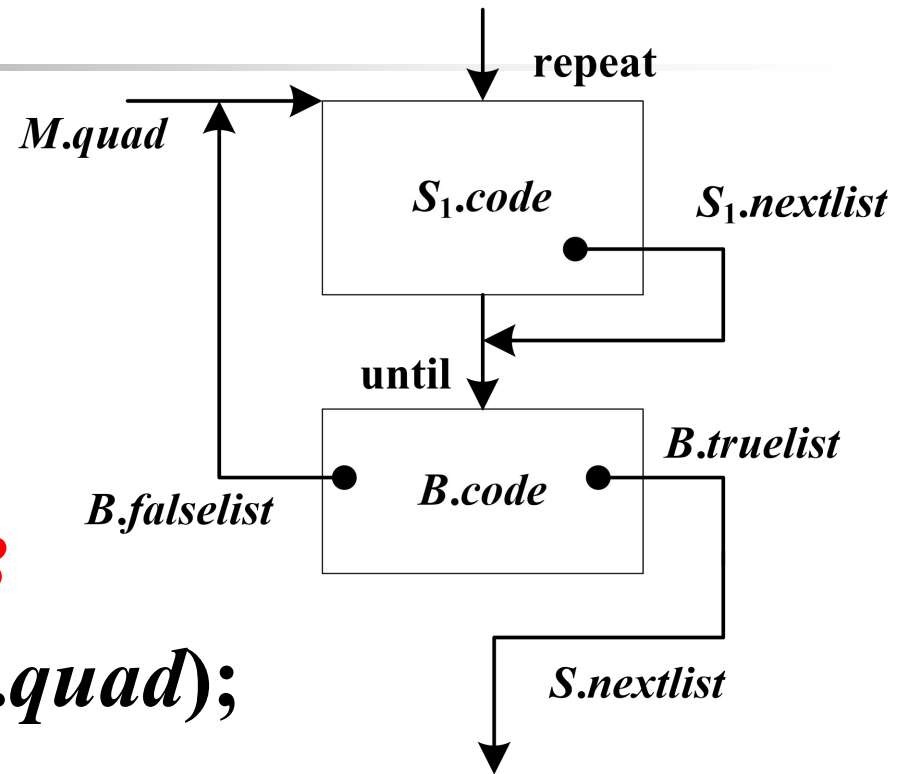 repeat
M.quad
S₁.code
S₁.nextlist
until
B.truelist
B.code
B.falselist
;
.quad);
S.nextlist